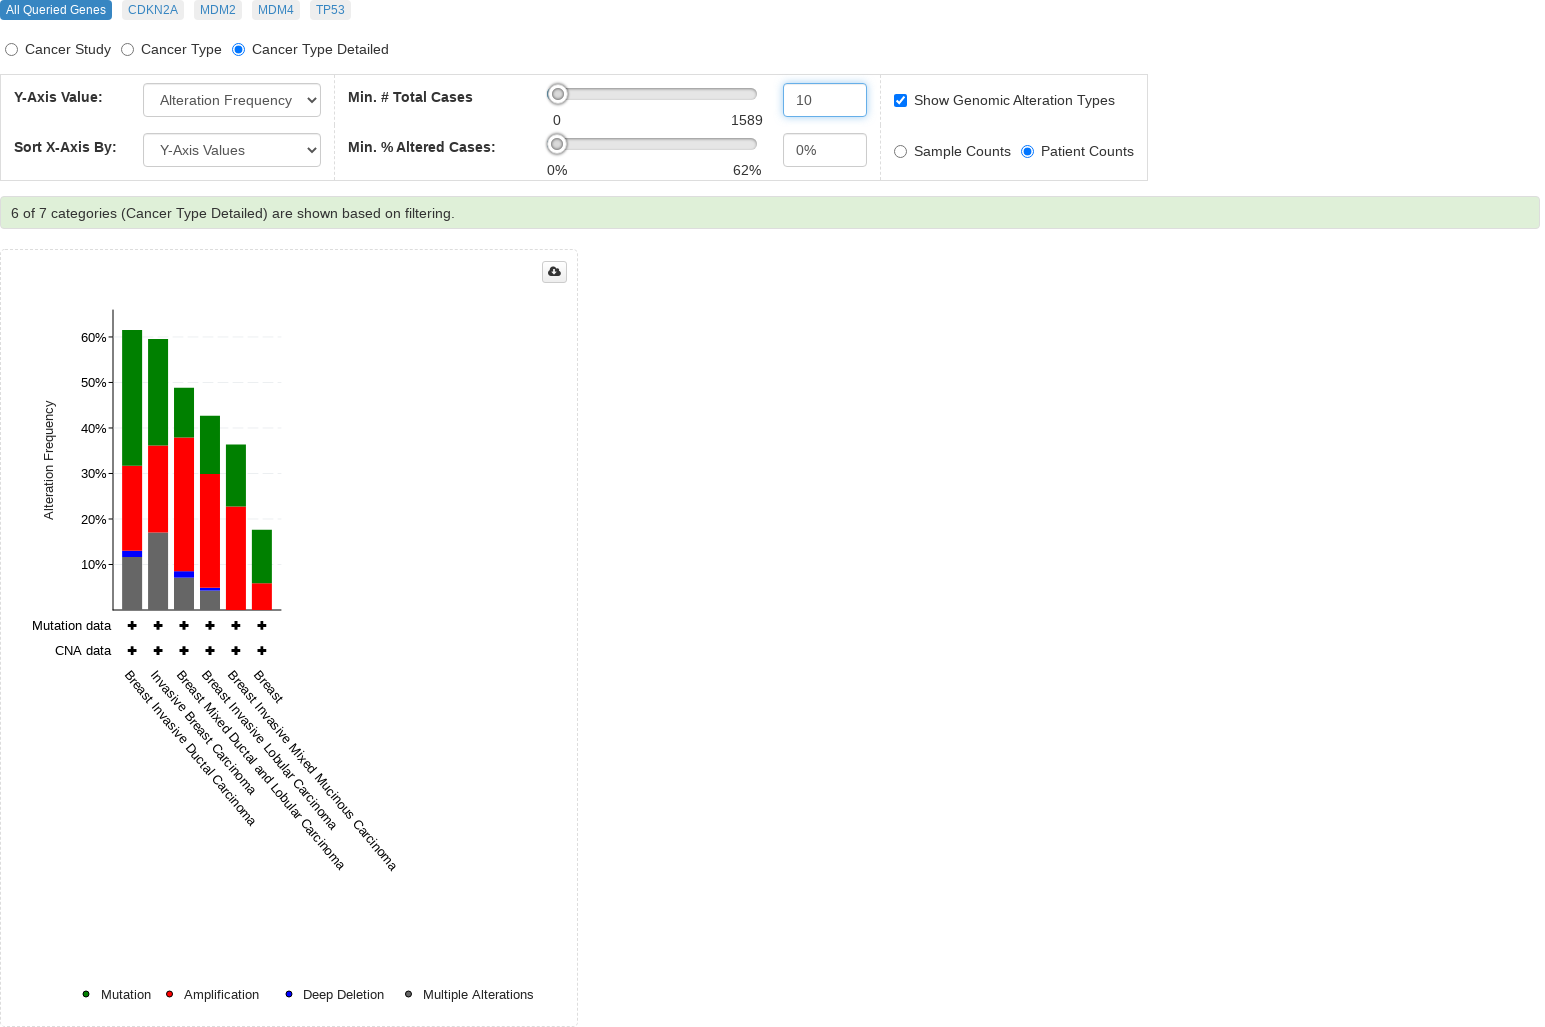 All Queried Genes CDKN2A MDM2 MDM4 TP53
Cancer Study Cancer Type Cancer Type Detailed
Y-Axis Value: Alteration Frequency Min. # Total Cases 10 Show Genomic Alteration Types
0 1589
Sort X-Axis By: Y-Axis Values Min. % Altered Cases: 0% Sample Counts Patient Counts
0% 62%
6 of 7 categories (Cancer Type Detailed) are shown based on filtering.
Alteration Frequency
60%
50%
40%
30%
20%
10%
Mutation data
CNA data
Breast Invasive Ductal Carcinoma
Invasive Breast Carcinoma
Breast Mixed Ductal and Lobular Carcinoma
Breast Invasive Lobular Carcinoma
Breast Invasive Mixed Mucinous Carcinoma
Breast
Mutation Amplification Deep Deletion Multiple Alterations